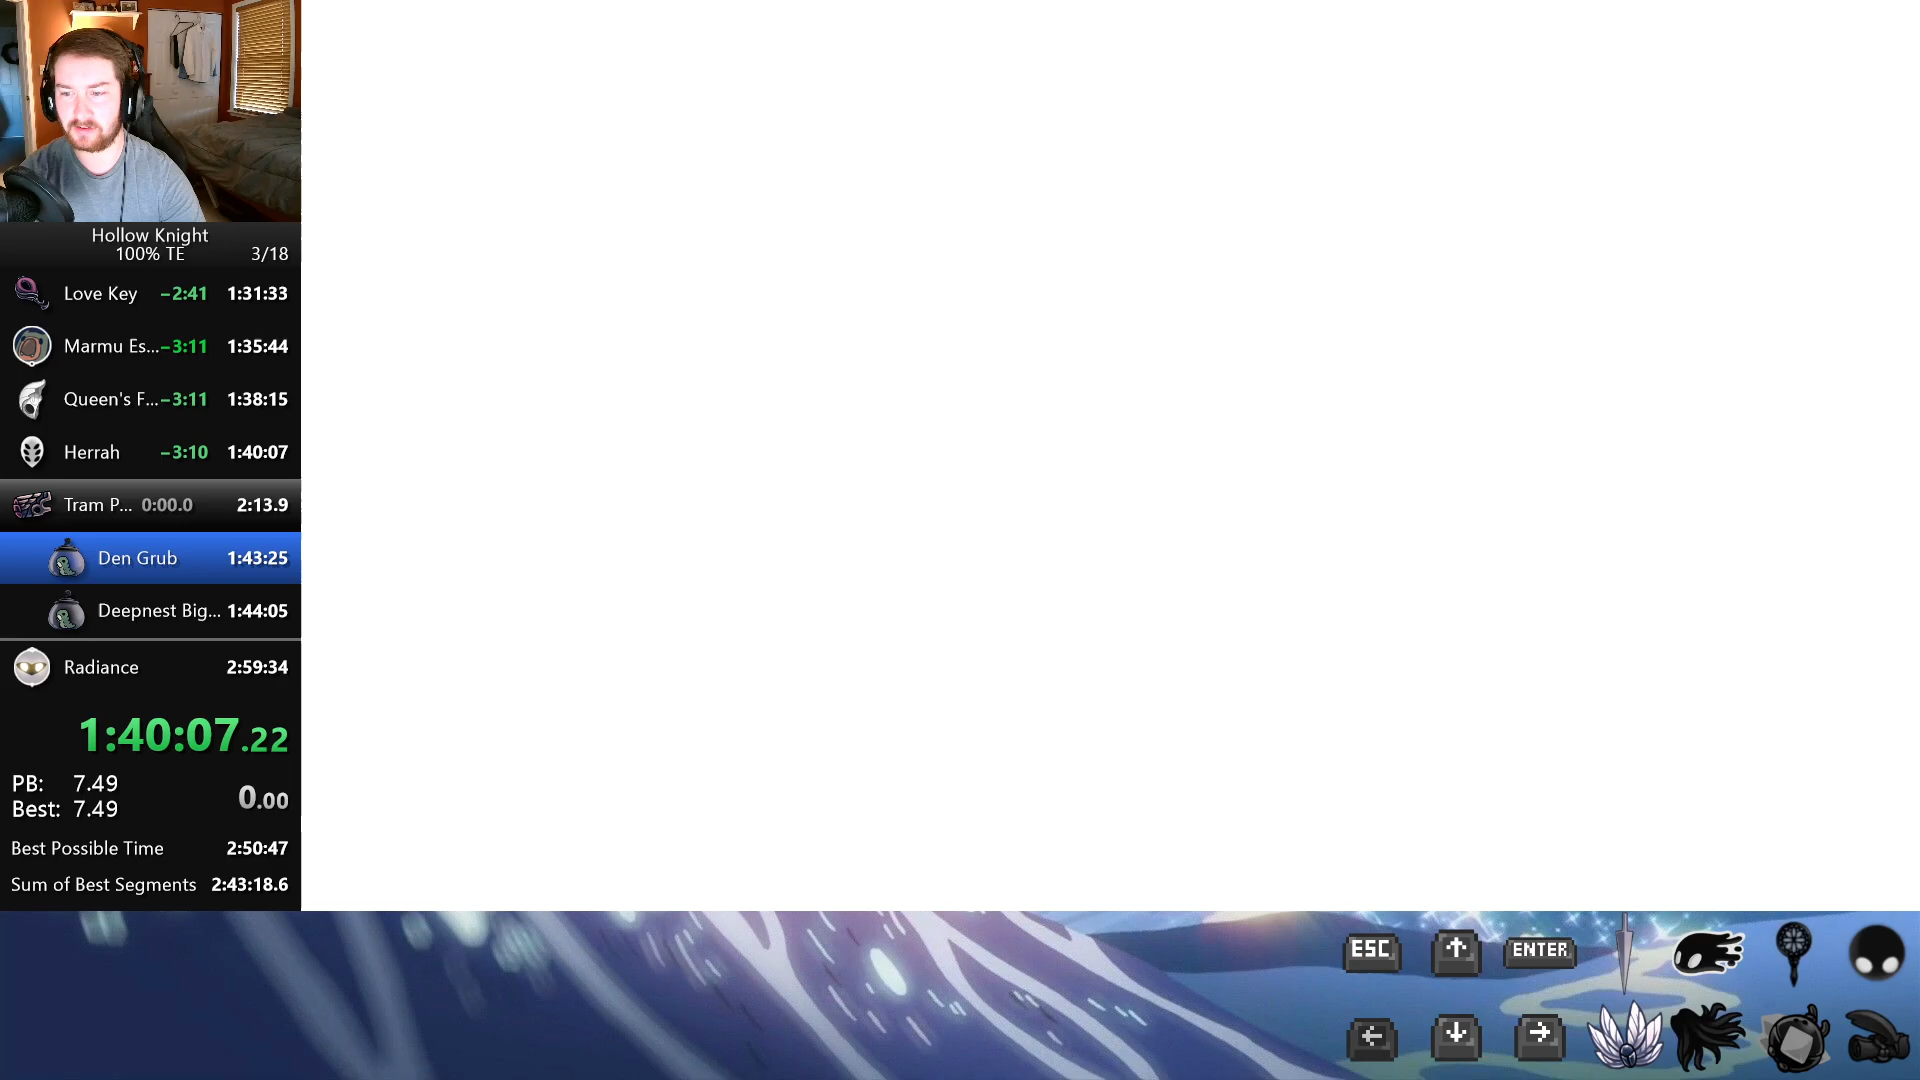 Hollow Knight
100% TE 3/18
Love Key −2:41 1:31:33
Marmu Es... −3:11 1:35:44
Queen's F... −3:11 1:38:15
Herrah −3:10 1:40:07
Tram P... 0:00.0 2:13.9
Den Grub 1:43:25
Deepnest Big... 1:44:05
Radiance 2:59:34
1:40:07.22
PB: 7.49
Best: 7.49
0.00
Best Possible Time 2:50:47
Sum of Best Segments 2:43:18.6
ESC ↑ ENTER
← ↓ →